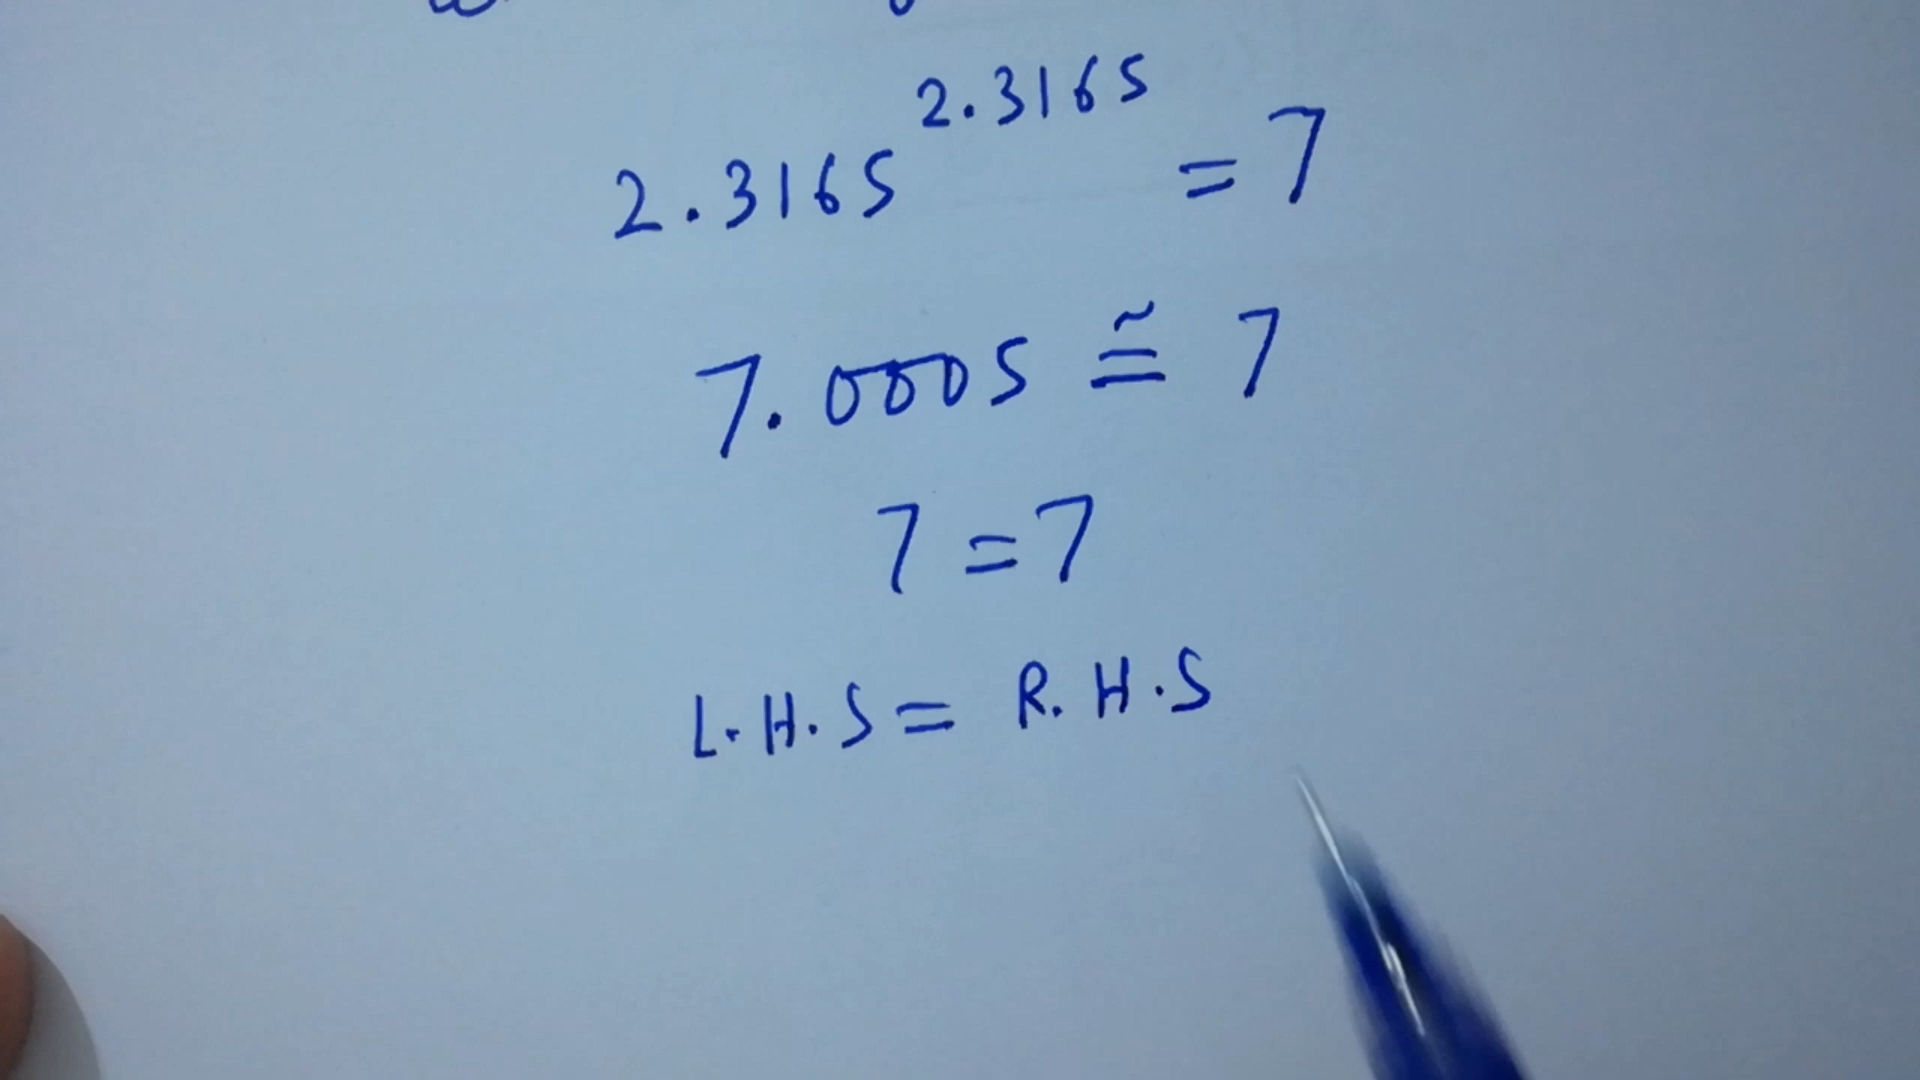 2.3165^2.3165 = 7
7.0005 ≅ 7
7 = 7
L.H.S = R.H.S